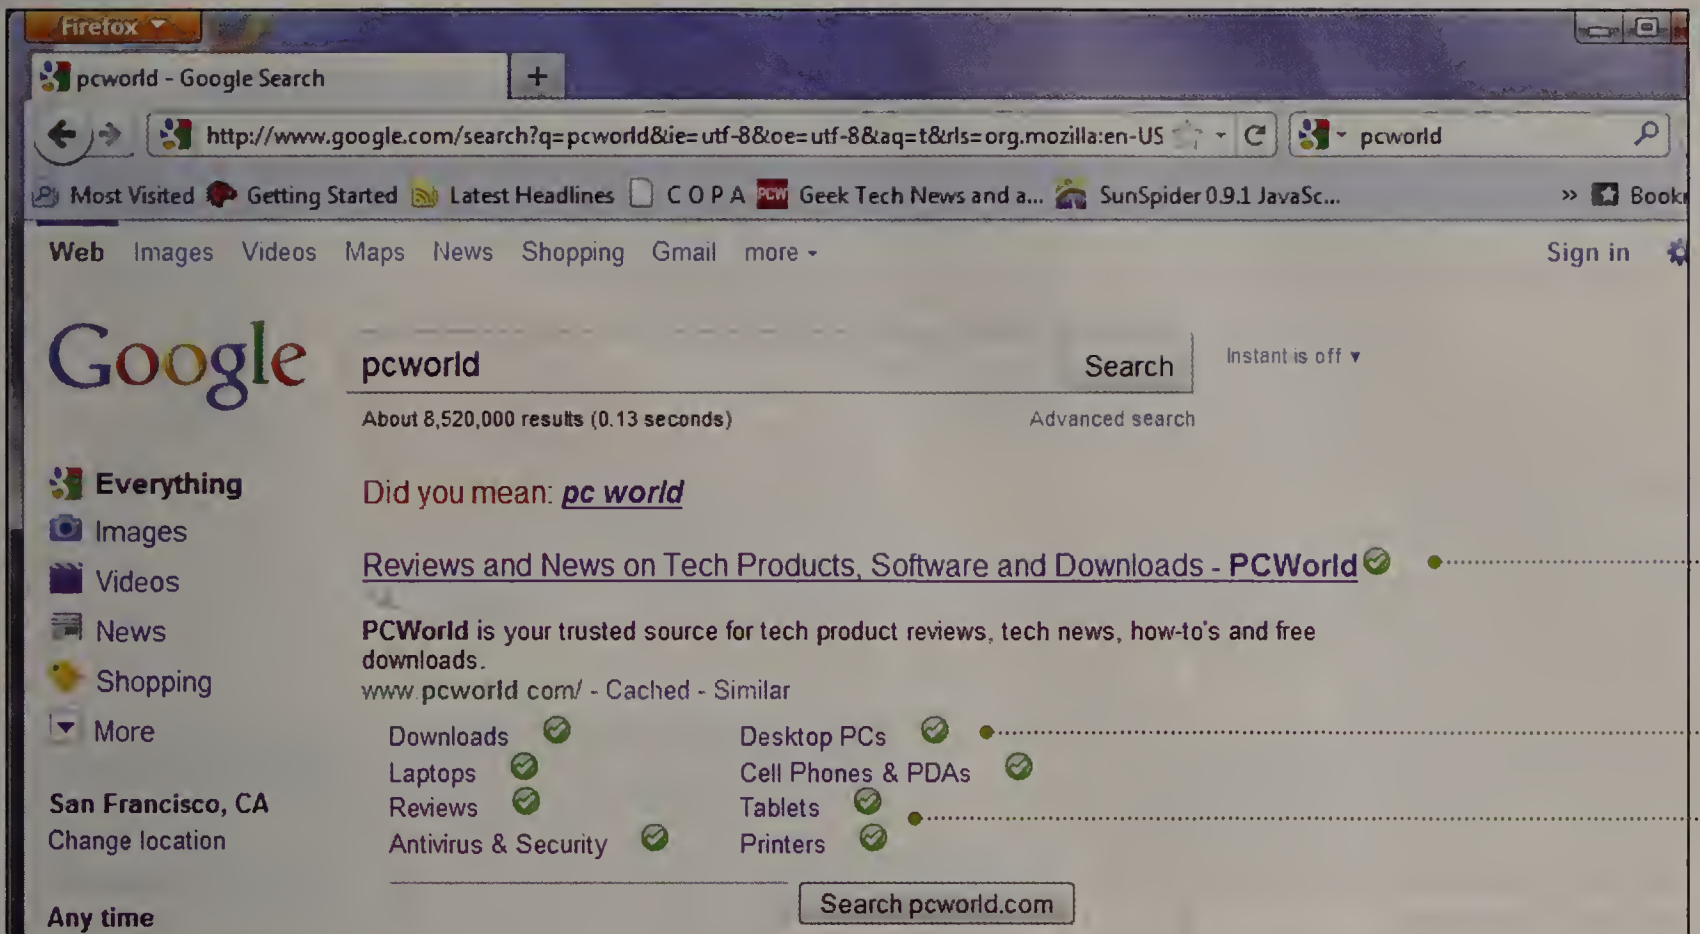 Firefox
pcworld - Google Search +
http://www.google.com/search?q=pcworld&ie=utf-8&oe=utf-8&aq=t&rls=org.mozilla:en-US pcworld
Most Visited Getting Started Latest Headlines C O P A PCW Geek Tech News and a... SunSpider 0.9.1 JavaSc... »
Web Images Videos Maps News Shopping Gmail more Sign in
Google pcworld Search Instant is off
About 8,520,000 results (0.13 seconds) Advanced search
Everything
Images
Videos
News
Shopping
More
San Francisco, CA
Change location
Any time
Did you mean: pc world
Reviews and News on Tech Products, Software and Downloads - PCWorld
PCWorld is your trusted source for tech product reviews, tech news, how-to's and free
downloads.
www.pcworld.com/ - Cached - Similar
Downloads Desktop PCs
Laptops Cell Phones & PDAs
Reviews Tablets
Antivirus & Security Printers
Search pcworld.com